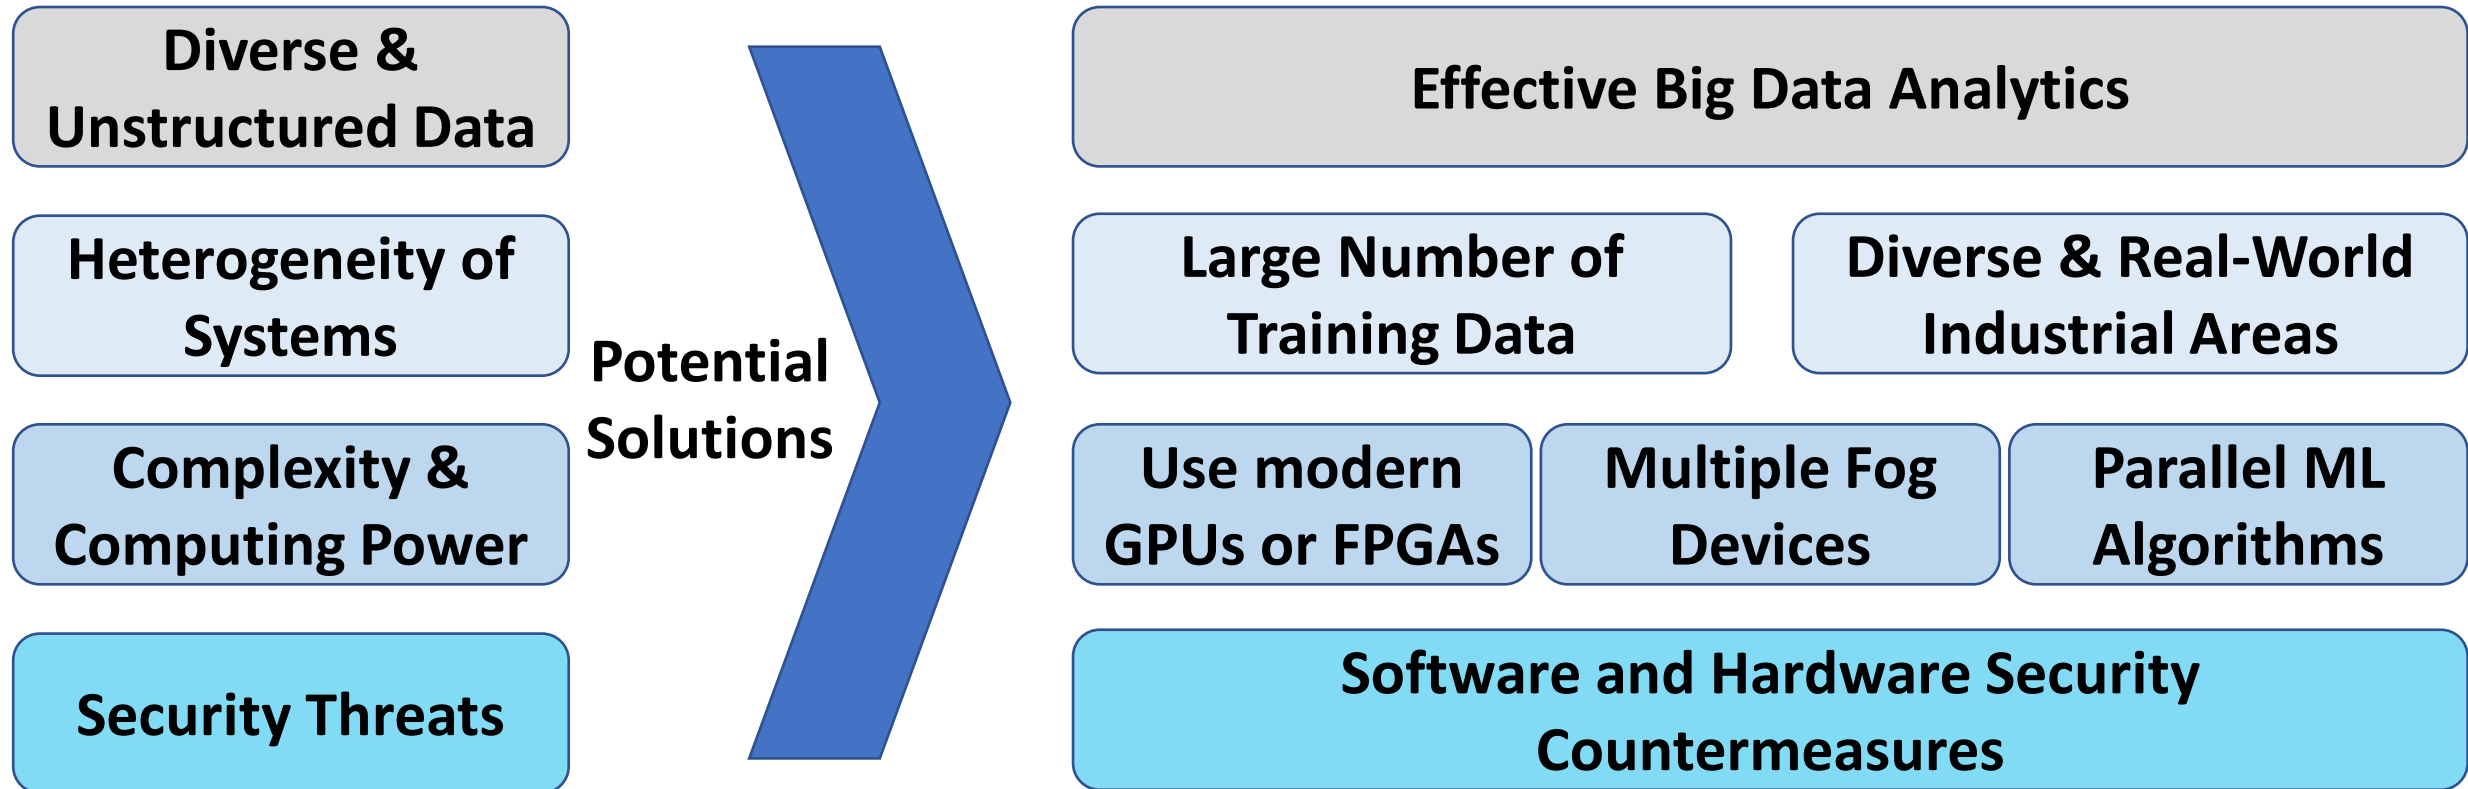 Diverse &
Unstructured Data
Heterogeneity of
Systems
Complexity &
Computing Power
Security Threats
Potential
Solutions
Effective Big Data Analytics
Large Number of
Training Data
Diverse & Real-World
Industrial Areas
Use modern
GPUs or FPGAs
Multiple Fog
Devices
Parallel ML
Algorithms
Software and Hardware Security
Countermeasures